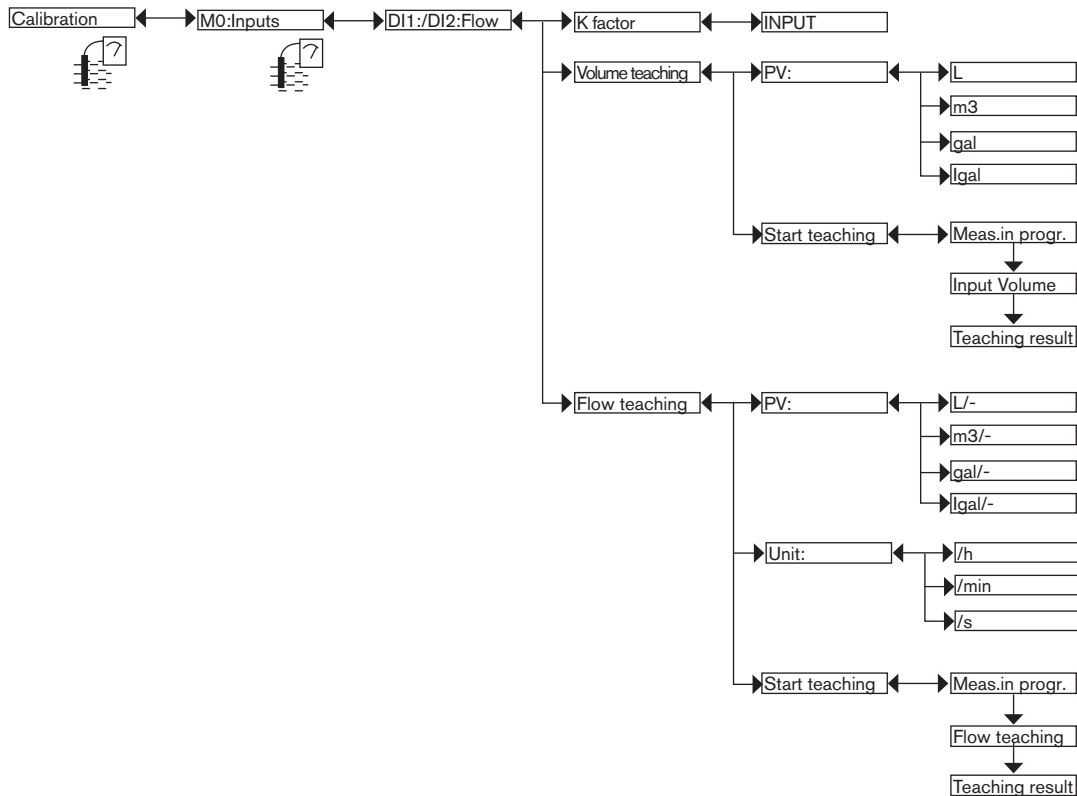 Calibration
M0:Inputs
DI1:/DI2:Flow
K factor
INPUT
Volume teaching
PV:
L
m3
gal
Igal
Start teaching
Meas.in progr.
Input Volume
Teaching result
Flow teaching
PV:
L/-
m3/-
gal/-
Igal/-
Unit:
/h
/min
/s
Start teaching
Meas.in progr.
Flow teaching
Teaching result